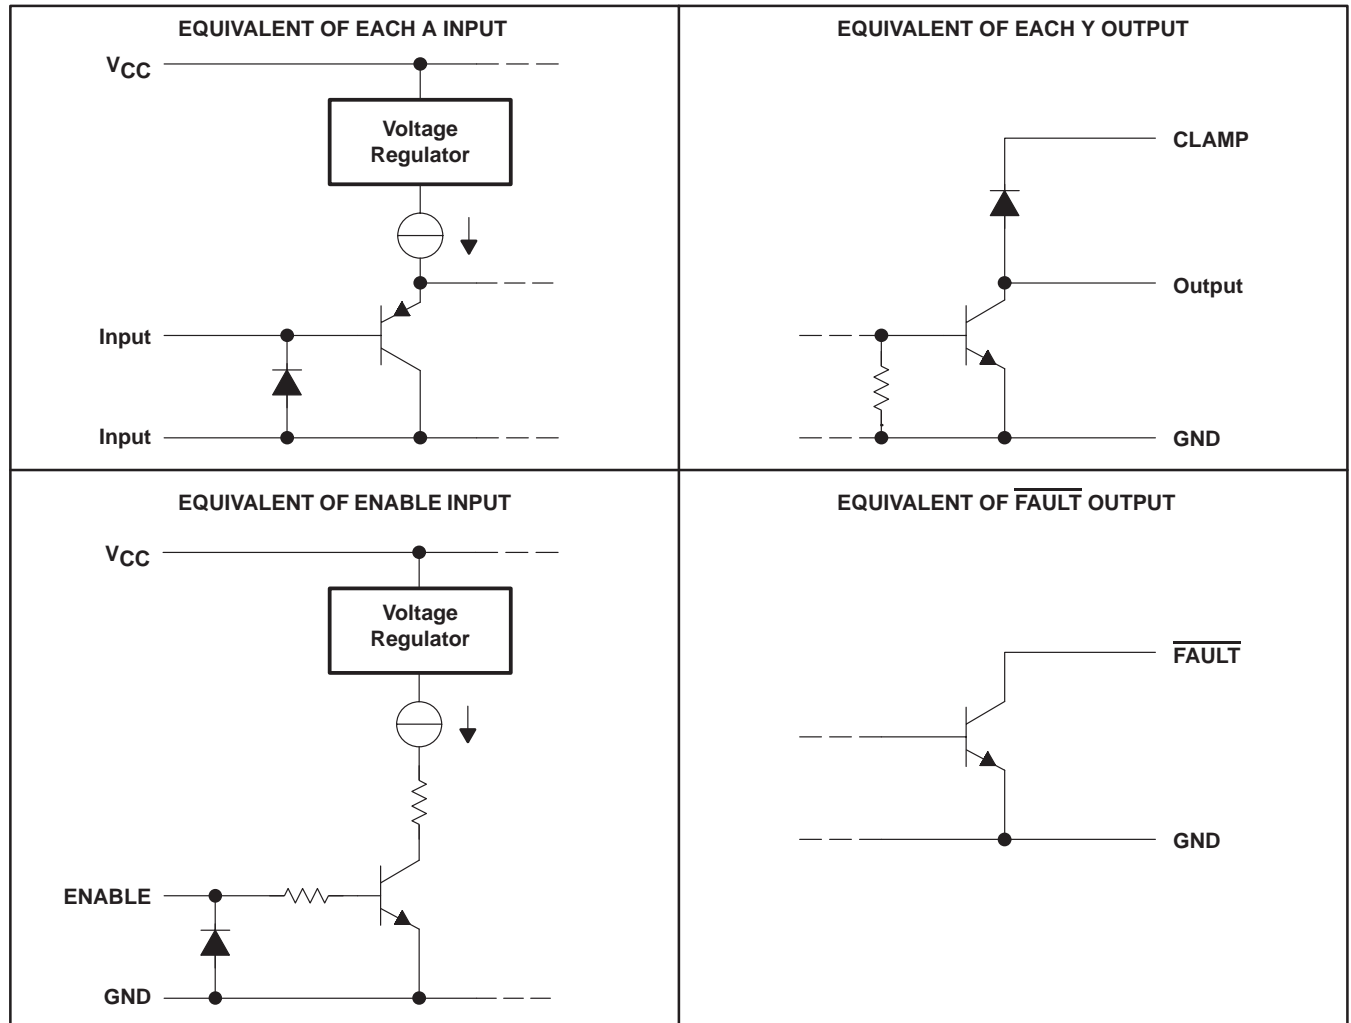 EQUIVALENT OF EACH A INPUT
VCC
Voltage
Regulator
Input
Input
EQUIVALENT OF EACH Y OUTPUT
CLAMP
Output
GND
EQUIVALENT OF ENABLE INPUT
VCC
Voltage
Regulator
ENABLE
GND
EQUIVALENT OF FAULT OUTPUT
FAULT
GND